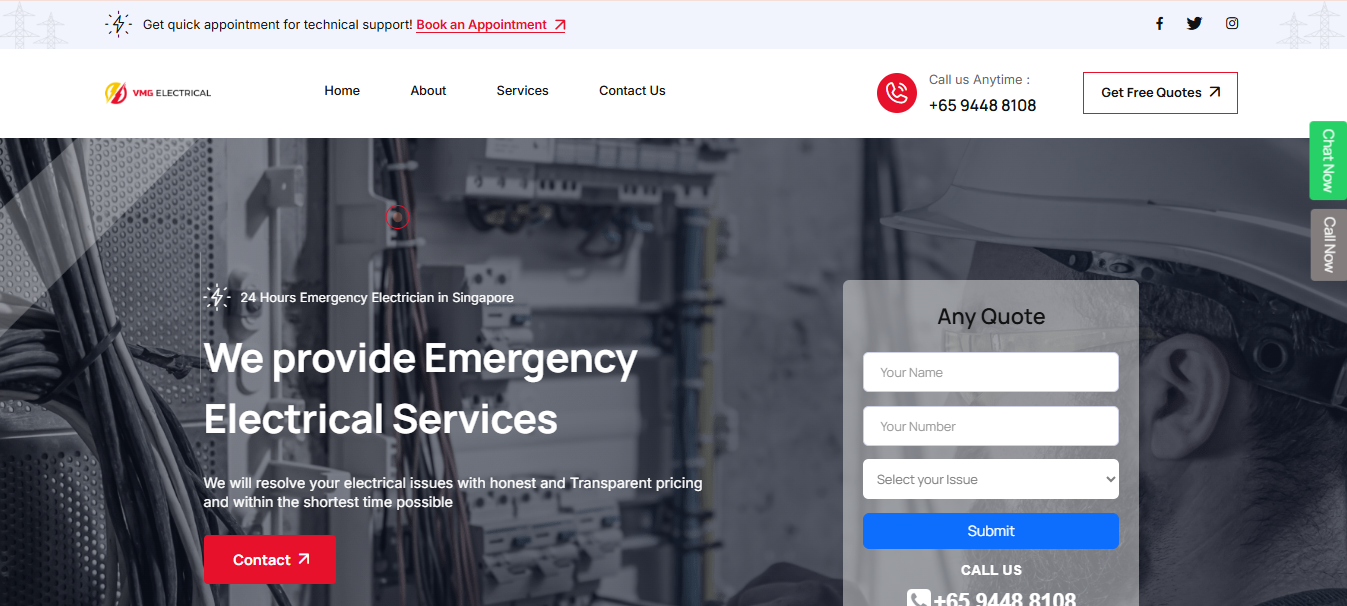 Get quick appointment for technical support! Book an Appointment
VMG ELECTRICAL
Home
About
Services
Contact Us
Call us Anytime :
+65 9448 8108
Get Free Quotes
Chat Now
Call Now
24 Hours Emergency Electrician in Singapore
We provide Emergency
Electrical Services
We will resolve your electrical issues with honest and Transparent pricing
and within the shortest time possible
Contact
Any Quote
Your Name
Your Number
Select your Issue
Submit
CALL US
+65 9448 8108